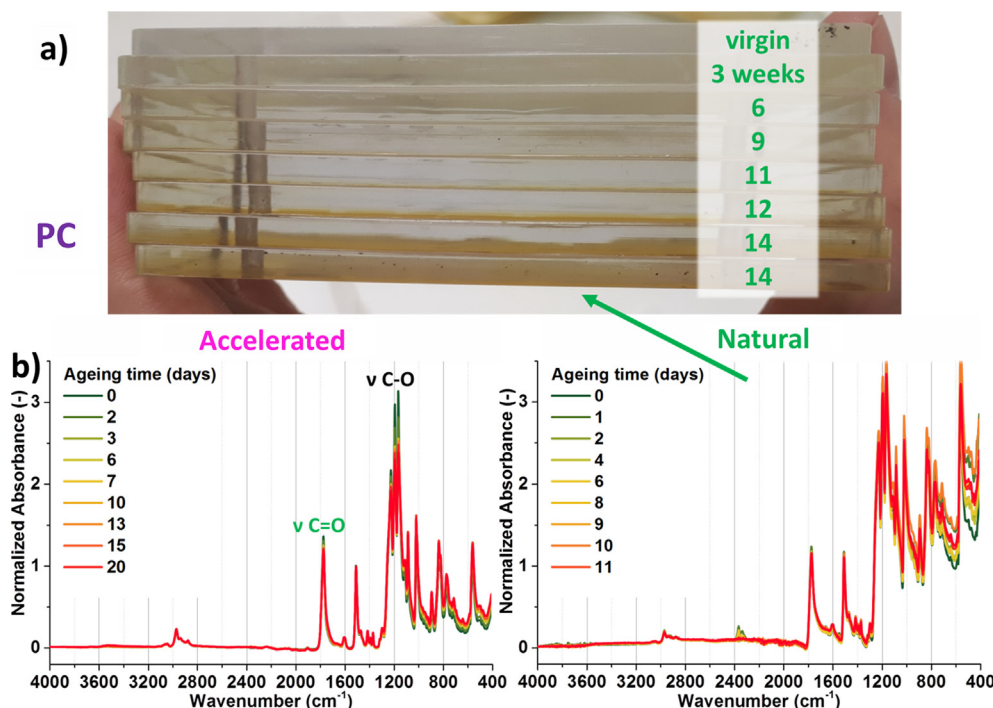 a)
virgin
3 weeks
6
9
11
12
14
14
PC
Accelerated
Natural
b)
Ageing time (days)
0
2
3
6
7
10
13
15
20
ν C-O
ν C=O
3
2
1
0
Normalized Absorbance (-)
4000 3600 3200 2800 2400 2000 1600 1200 800 400
Wavenumber (cm⁻¹)
Ageing time (days)
0
1
2
4
6
8
9
10
11
3
2
1
0
Normalized Absorbance (-)
4000 3600 3200 2800 2400 2000 1600 1200 800 400
Wavenumber (cm⁻¹)